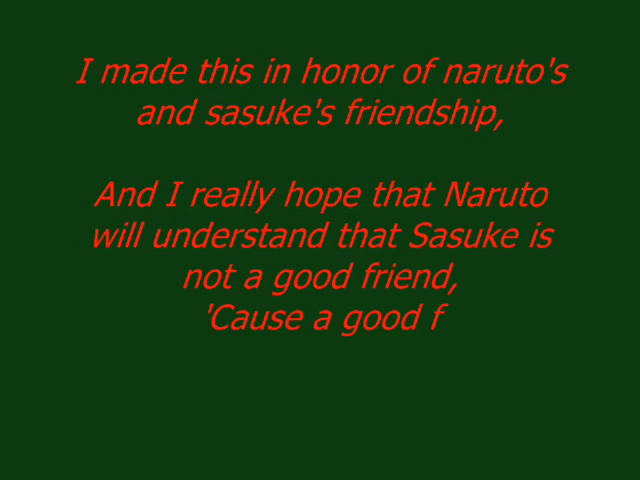 I made this in honor of naruto's
and sasuke's friendship,
And I really hope that Naruto
will understand that Sasuke is
not a good friend,
'Cause a good f